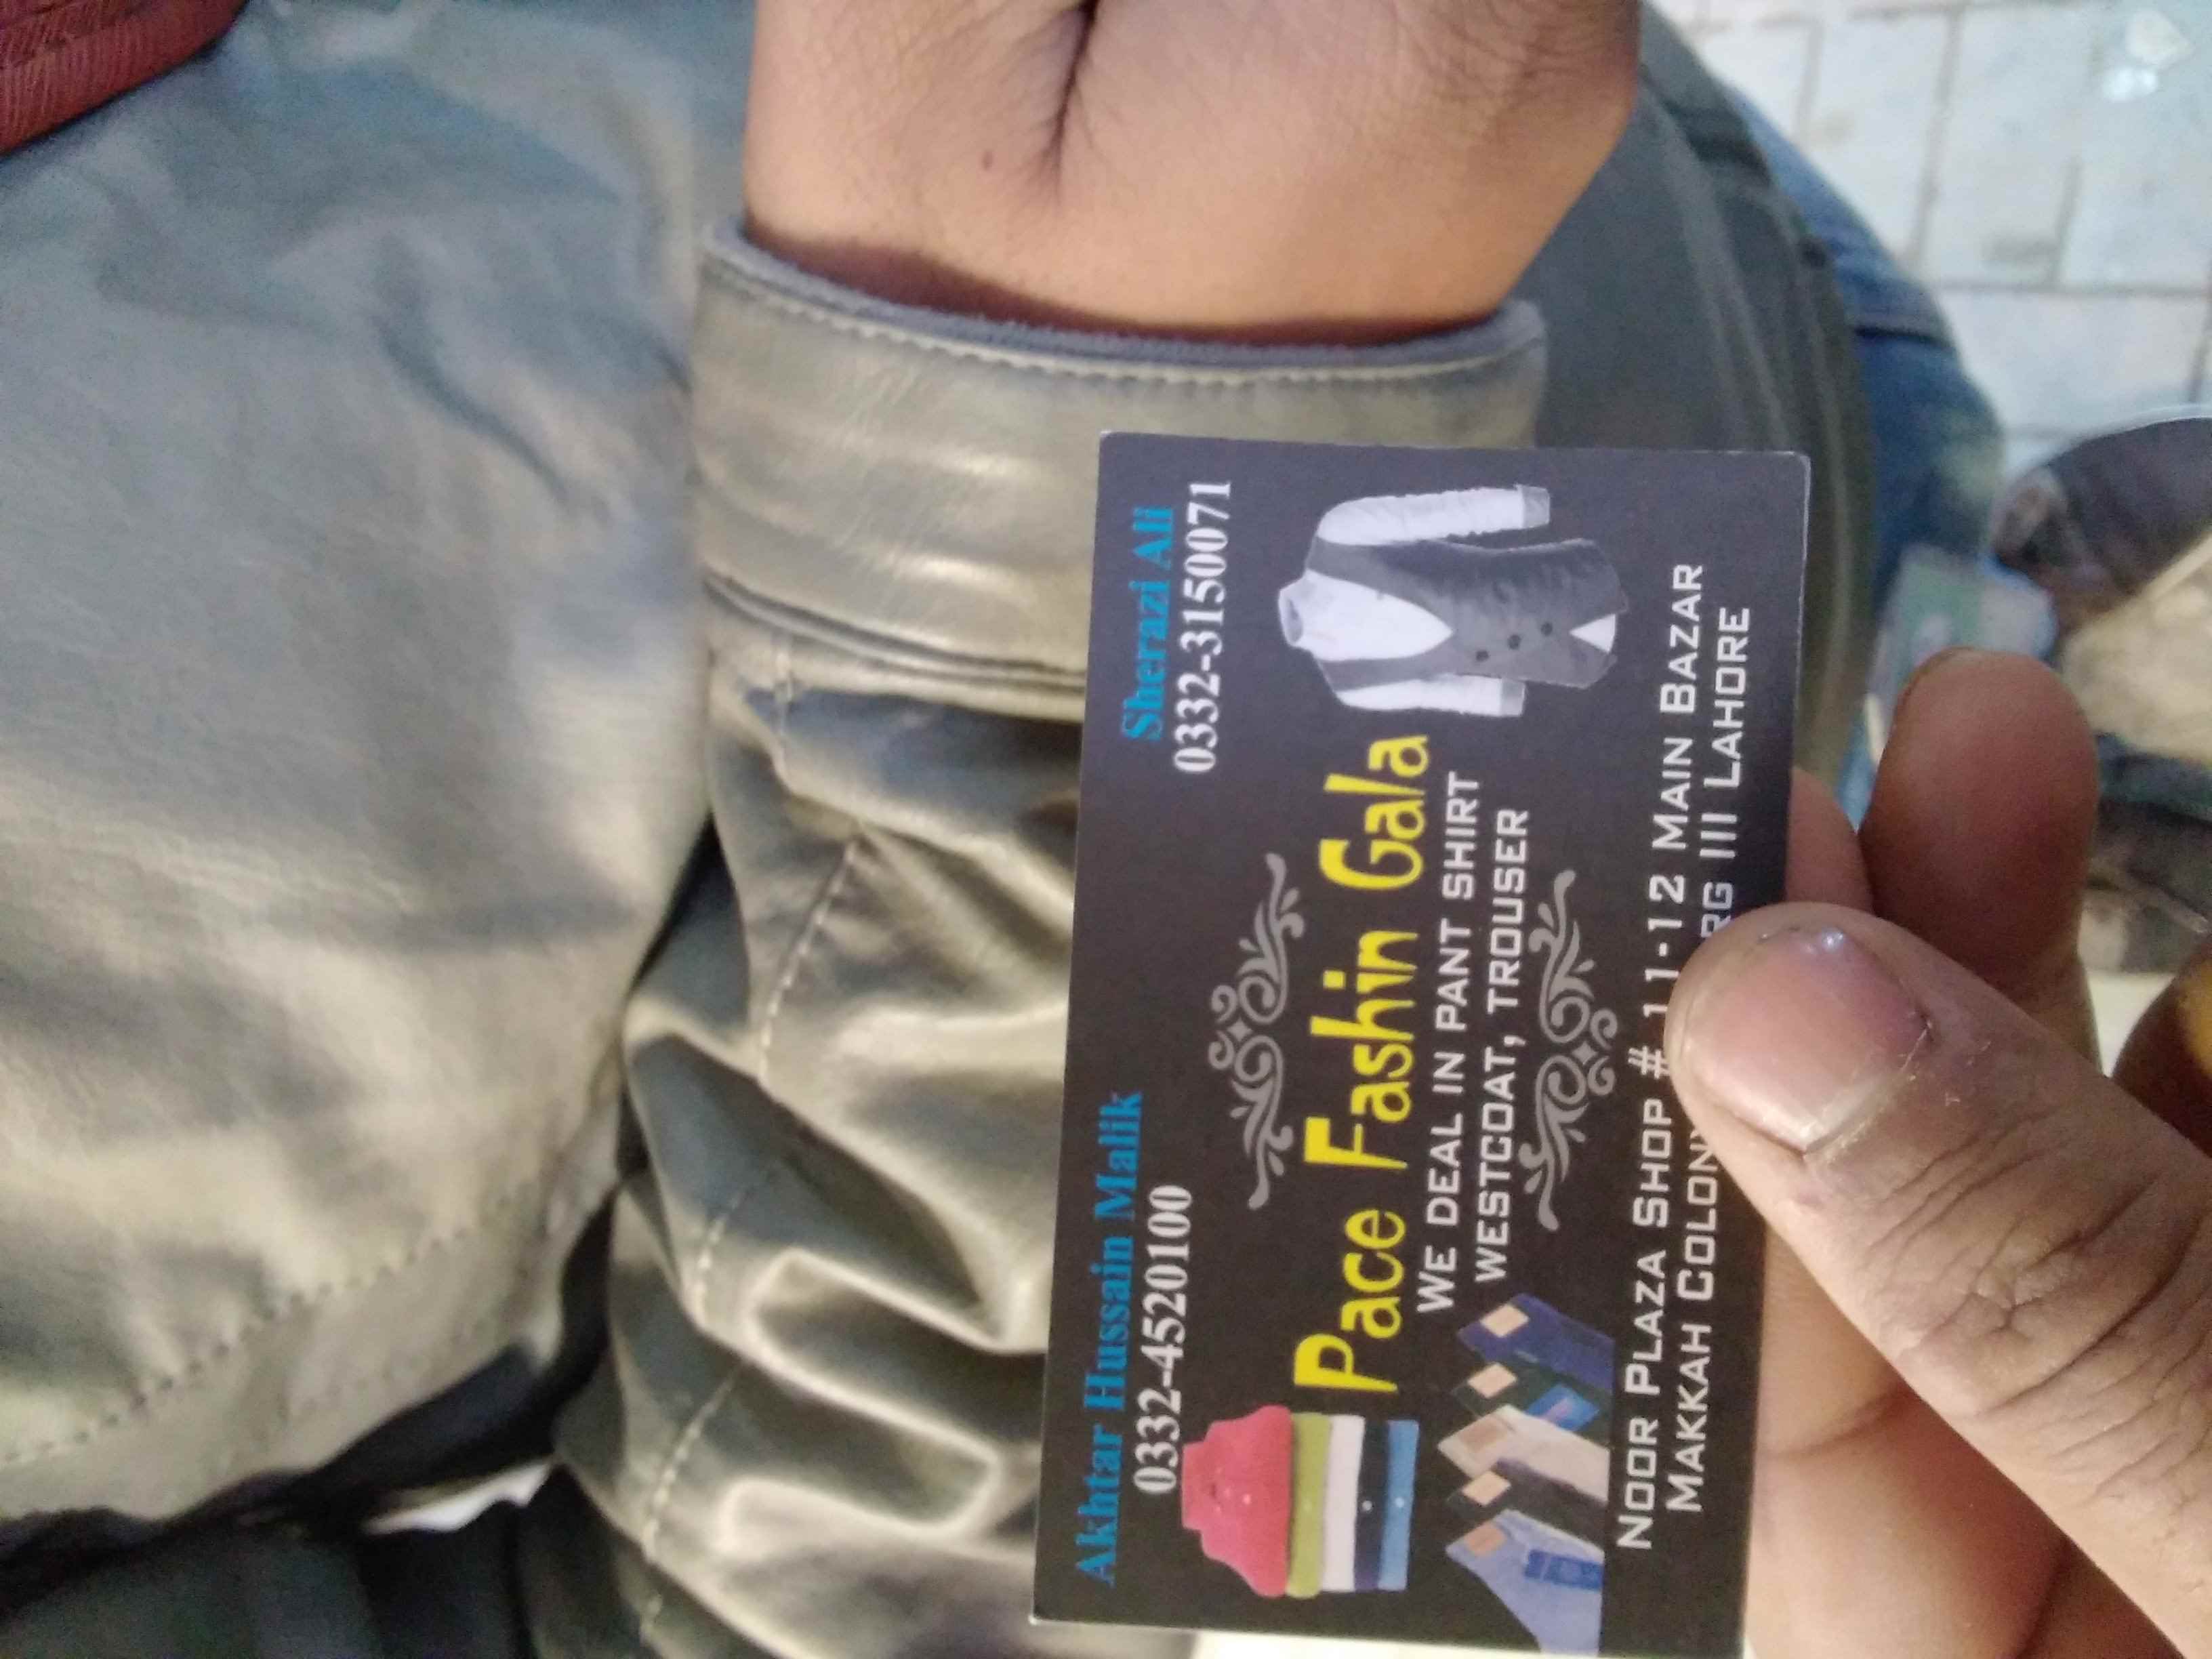 Akhtar Hussain Malik
0332-4520100
Sherazi Ali
0332-3150071
Pace Fashin Gala
WE DEAL IN PANT SHIRT
WESTCOAT, TROUSER
NOOR PLAZA SHOP # 11-12 MAIN BAZAR
MAKKAH III LAHORE